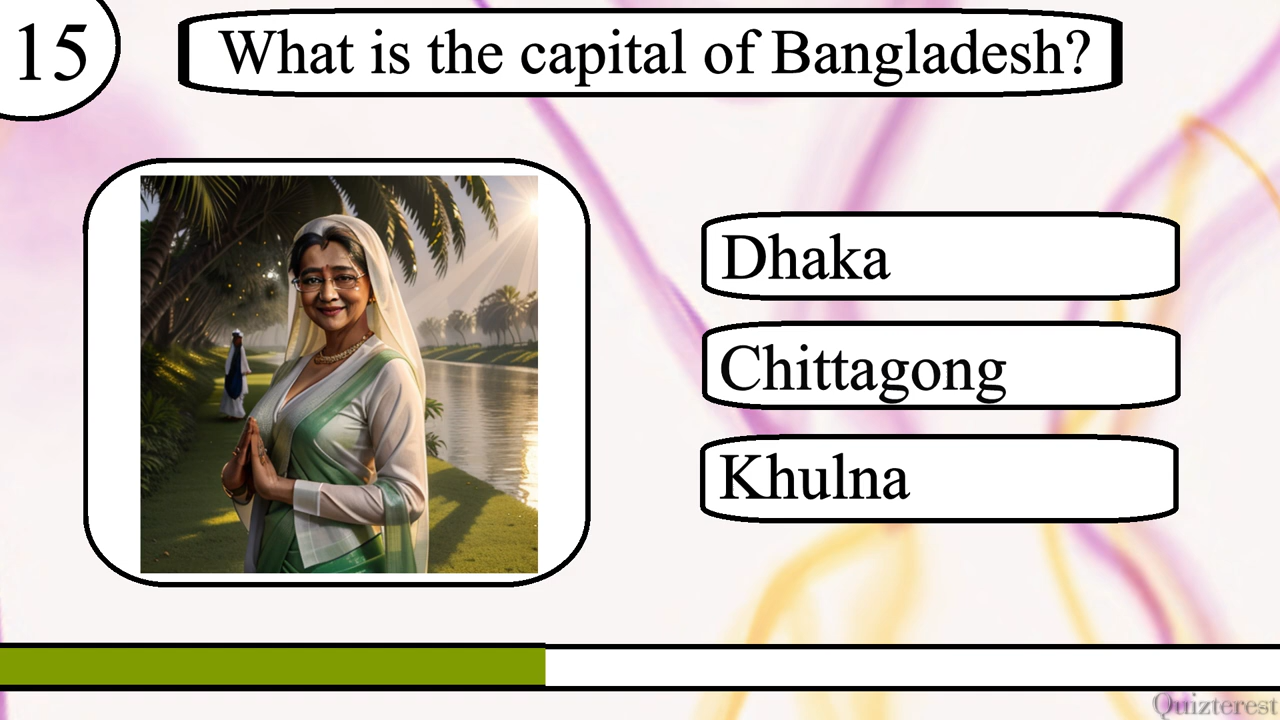 15
What is the capital of Bangladesh?
Dhaka
Chittagong
Khulna
Quizterest